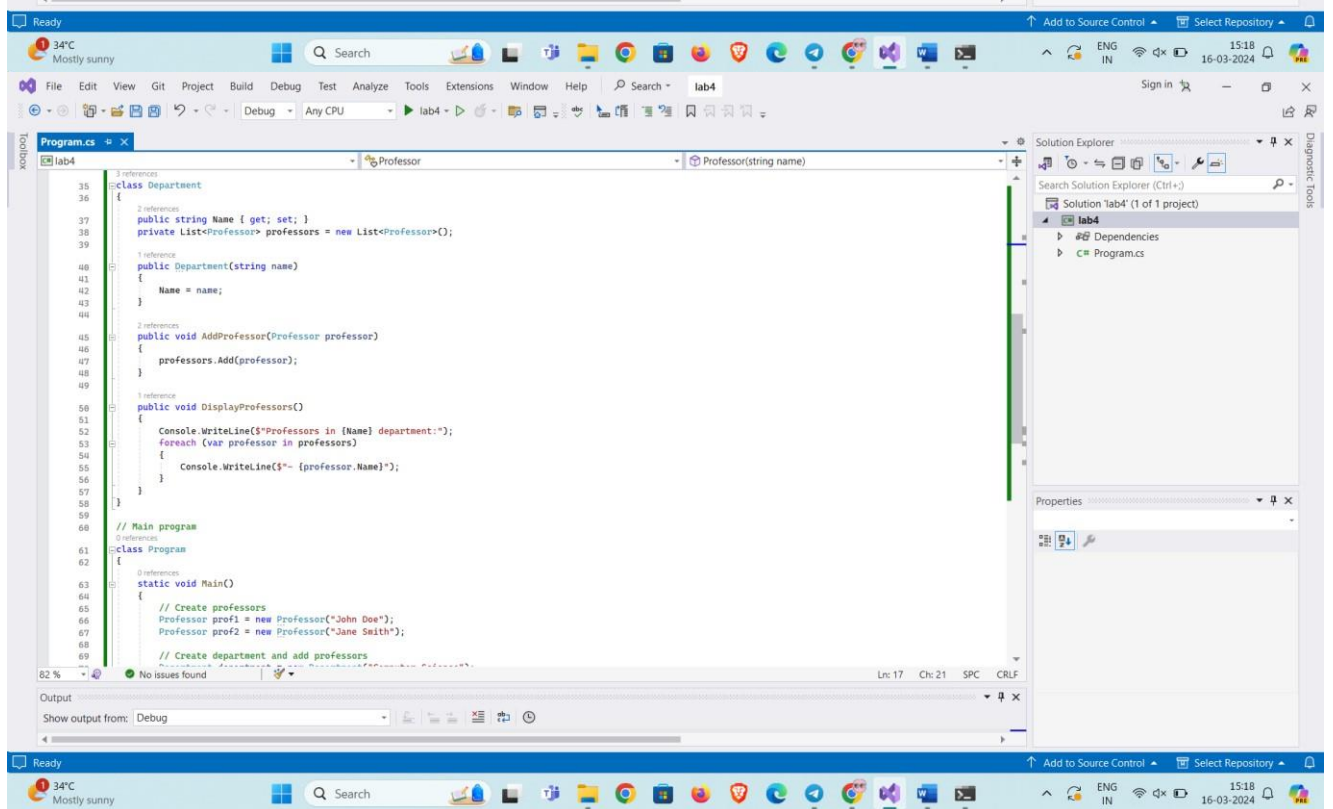 Ready
Add to Source Control
Select Repository
1
34°C
Mostly sunny
Search
ENG
IN
15:18
16-03-2024
PRE
File Edit View Git Project Build Debug Test Analyze Tools Extensions Window Help Search lab4
Sign in
Debug Any CPU lab4
Toolbox
Program.cs
Solution Explorer
Diagnostic Tools
lab4 Professor Professor(string name)
Search Solution Explorer (Ctrl+;)
Solution 'lab4' (1 of 1 project)
lab4
Dependencies
C# Program.cs
3 references
35 class Department
36 {
2 references
37 public string Name { get; set; }
38 private List<Professor> professors = new List<Professor>();
39
1 reference
40 public Department(string name)
41 {
42 Name = name;
43 }
44
2 references
45 public void AddProfessor(Professor professor)
46 {
47 professors.Add(professor);
48 }
49
1 reference
50 public void DisplayProfessors()
51 {
52 Console.WriteLine($"Professors in {Name} department:");
53 foreach (var professor in professors)
54 {
55 Console.WriteLine($"- {professor.Name}");
56 }
57 }
58 }
59
60 // Main program
0 references
61 class Program
62 {
0 references
63 static void Main()
64 {
65 // Create professors
66 Professor prof1 = new Professor("John Doe");
67 Professor prof2 = new Professor("Jane Smith");
68
69 // Create department and add professors
Properties
82 % No issues found Ln: 17 Ch: 21 SPC CRLF
Output
Show output from: Debug
Ready
Add to Source Control
Select Repository
1
34°C
Mostly sunny
Search
ENG
IN
15:18
16-03-2024
PRE